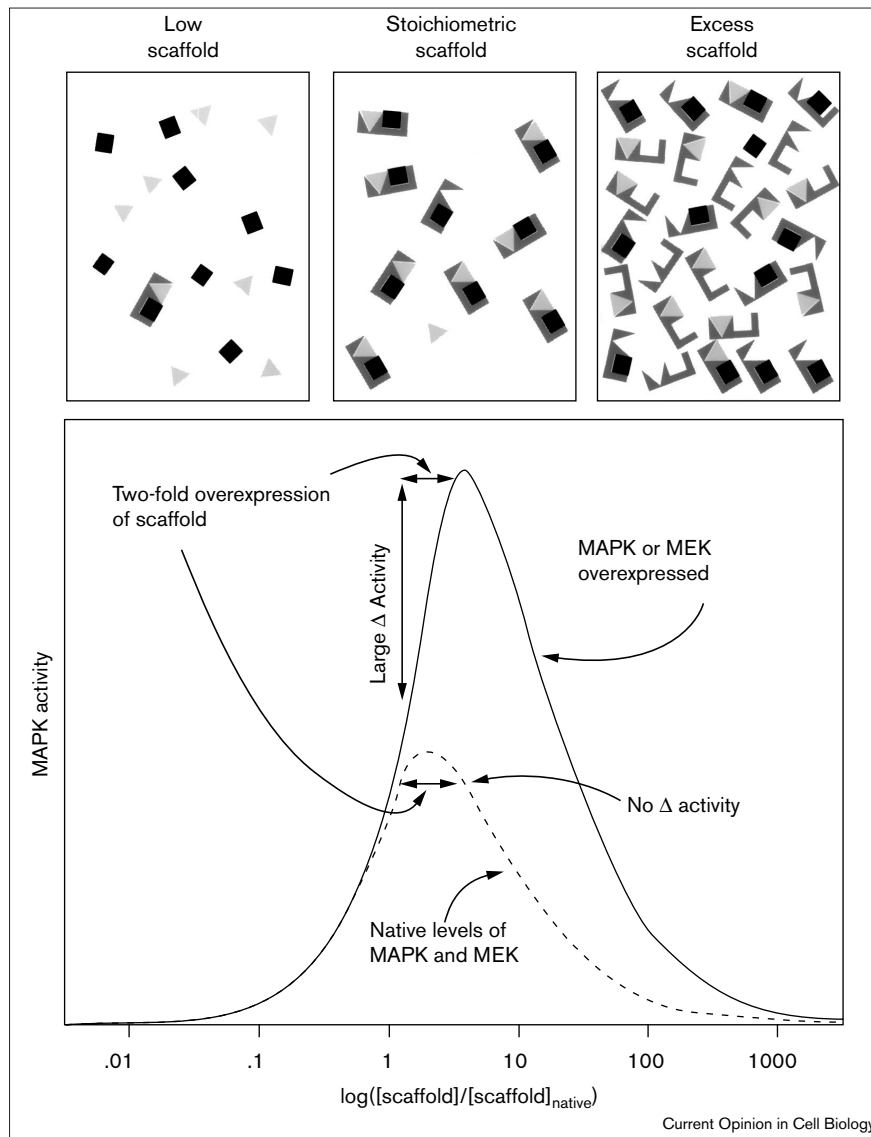 Low
scaffold
Stoichiometric
scaffold
Excess
scaffold
Two-fold overexpression
of scaffold
Large Δ Activity
MAPK or MEK
overexpressed
MAPK activity
No Δ activity
Native levels of
MAPK and MEK
.01 .1 1 10 100 1000
log([scaffold]/[scaffold]native)
Current Opinion in Cell Biology